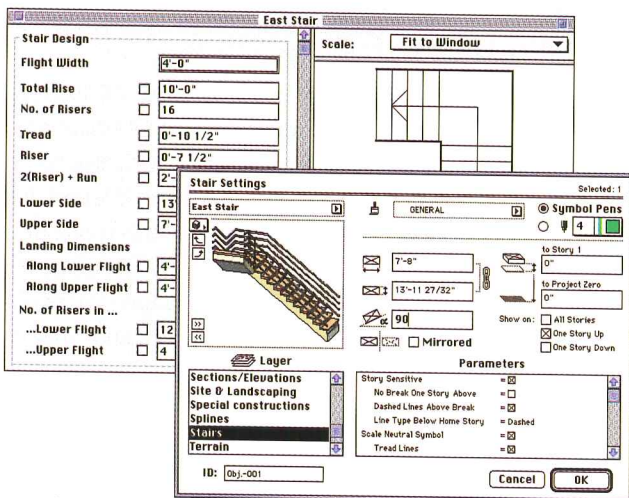 East Stair
Stair Design
Flight Width 4'-0"
Total Rise 10'-0"
No. of Risers 16
Tread 0'-10 1/2"
Riser 0'-7 1/2"
2(Riser) + Run 2'-
Lower Side 13'
Upper Side 7'-
Landing Dimensions
Along Lower Flight 4'-
Along Upper Flight 4'-
No. of Risers in ...
...Lower Flight 12
...Upper Flight 4
Scale: Fit to Window
Stair Settings
Selected: 1
East Stair
GENERAL
Symbol Pens
4
7'-8"
13'-11 27/32"
α 90
Mirrored
to Story 1
0"
to Project Zero
0"
Show on: All Stories
One Story Up
One Story Down
Layer
Sections/Elevations
Site & Landscaping
Special constructions
Splines
Stairs
Terrain
Parameters
Story Sensitive =
No Break One Story Above =
Dashed Lines Above Break =
Line Type Below Home Story = Dashed
Scale Neutral Symbol =
Tread Lines =
ID: Obj.-001
Cancel
OK